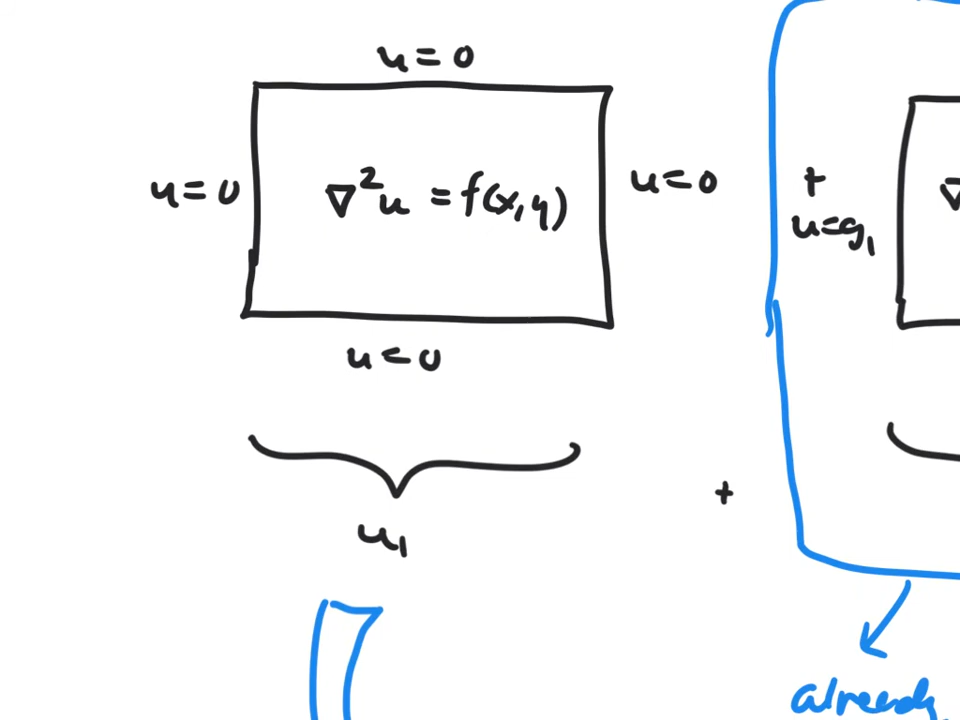 u = 0
u = 0
∇²u = f(x,y)
u = 0
+
u = g₁
u = 0
+
u₁
already